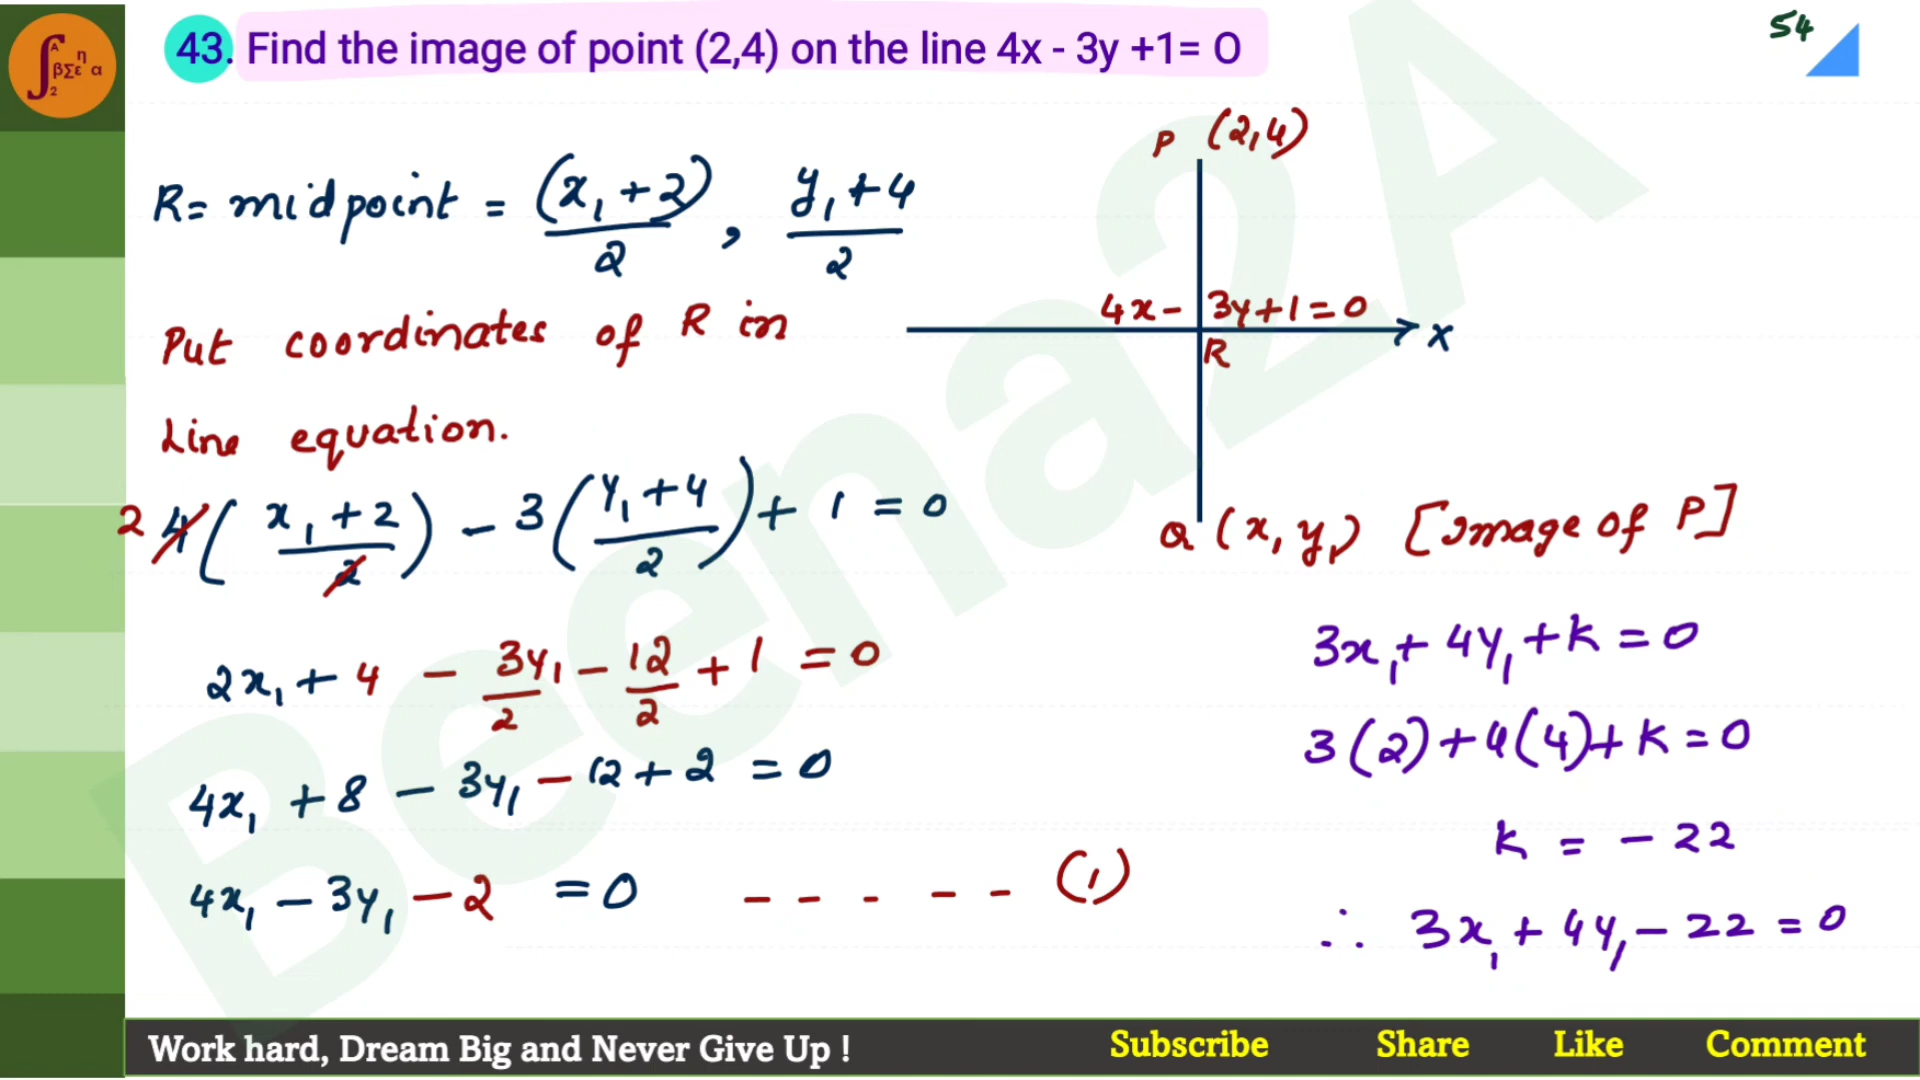 43. Find the image of point (2,4) on the line 4x - 3y +1= O
54
R= midpoint = (x₁ + 2)/2 , y₁ + 4/2
Put coordinates of R in
Line equation.
2 4( x₁ + 2 / 2 ) - 3 ( y₁ + 4 / 2 ) + 1 = 0
2x₁ + 4 - 3y₁/2 - 12/2 + 1 = 0
4x₁ + 8 - 3y₁ - 12 + 2 = 0
4x₁ - 3y₁ - 2 = 0 - - - - - (1)
P (2,4)
4x - 3y + 1 = 0
X
R
Q (x, y₁) [Image of P]
3x₁ + 4y₁ + k = 0
3(2) + 4(4) + k = 0
k = - 22
∴ 3x₁ + 4y₁ - 22 = 0
Beena2A
Work hard, Dream Big and Never Give Up !
Subscribe Share Like Comment